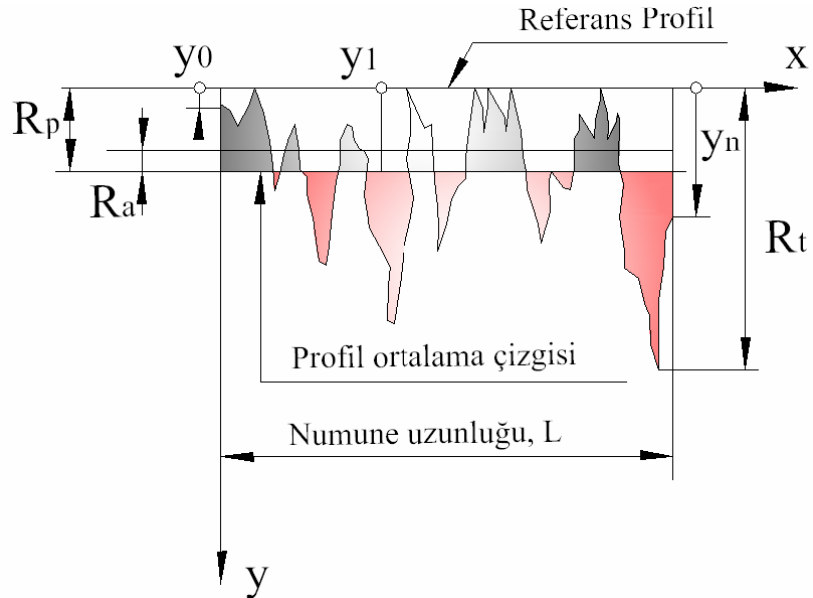 Referans Profil
y0
y1
x
Rp
yn
Ra
Rt
Profil ortalama çizgisi
Numune uzunluğu, L
y